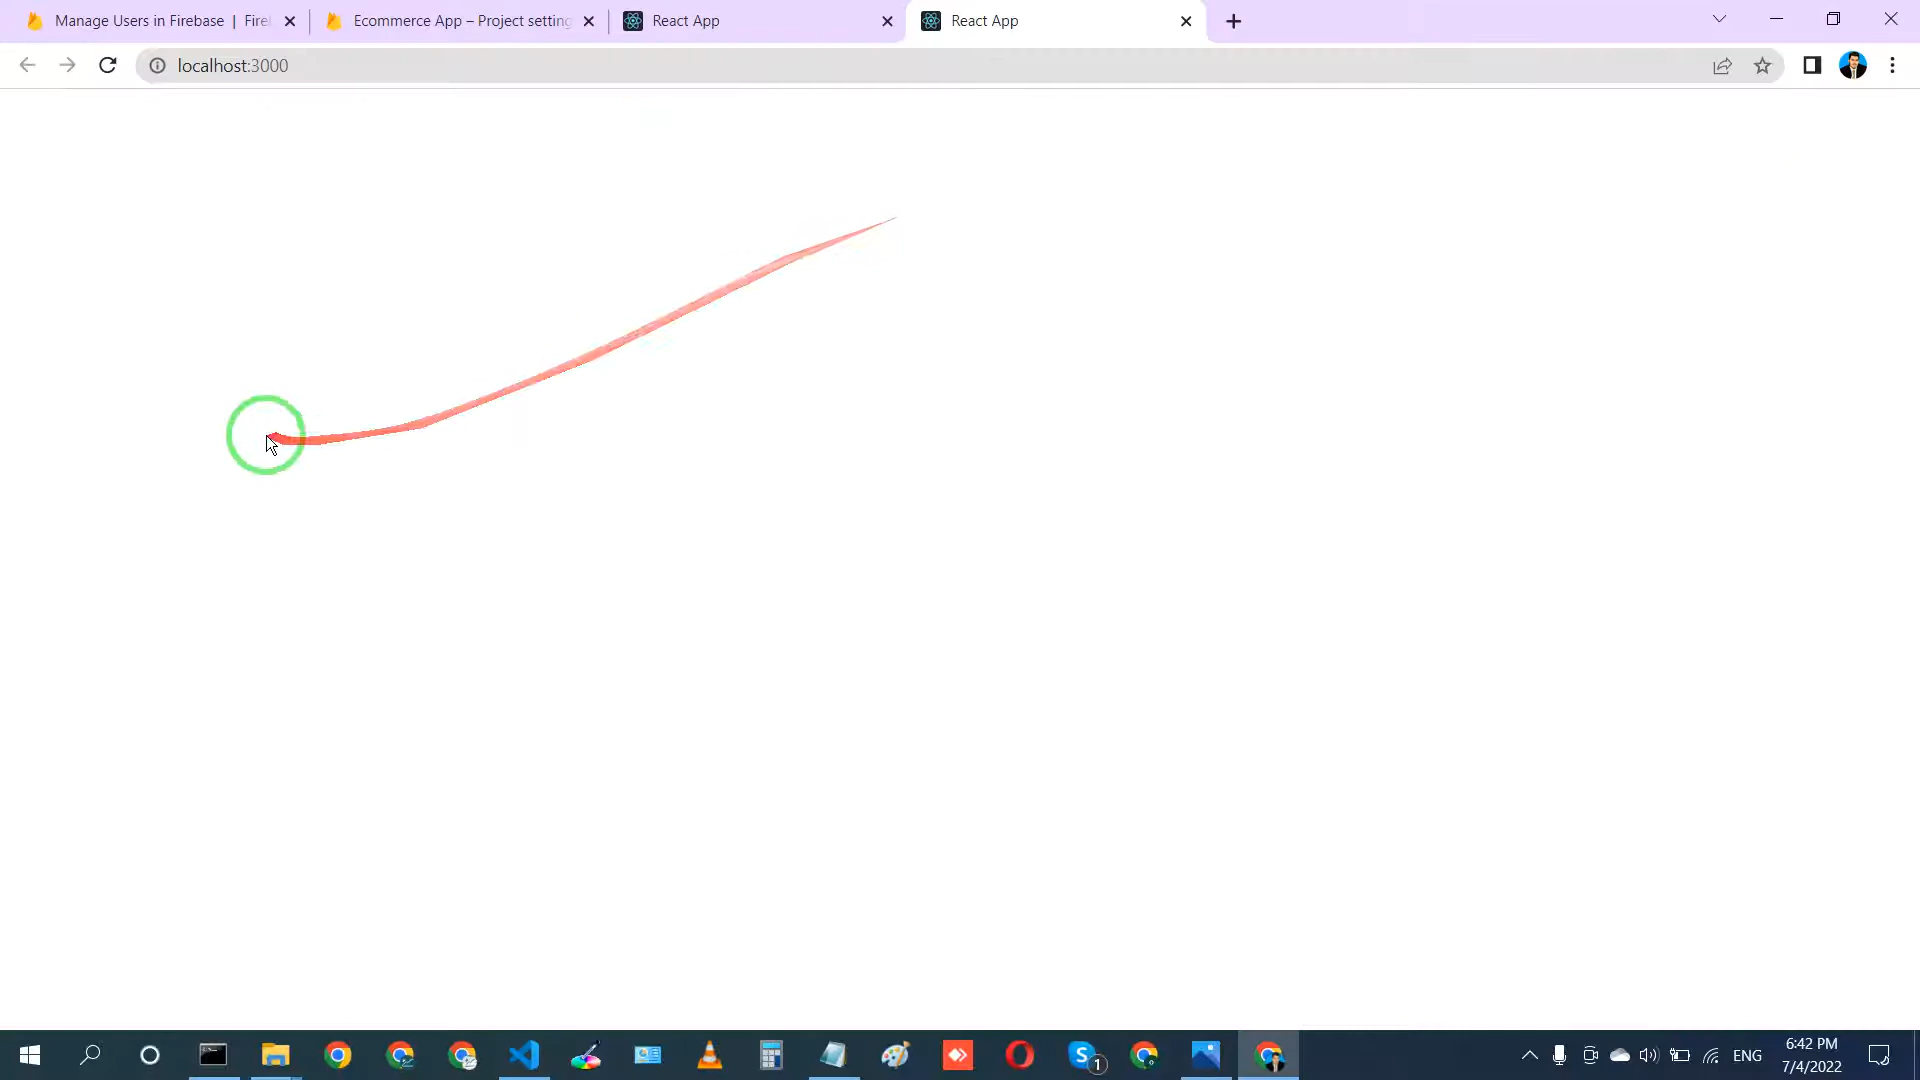 Manage Users in Firebase | Fire
Ecommerce App – Project setting
React App
React App
localhost:3000
1
ENG
6:42 PM
7/4/2022